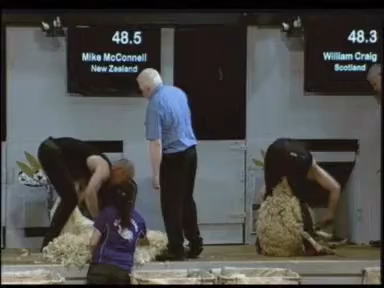 48.5
Mike McConnell
New Zealand
48.3
William Craig
Scotland